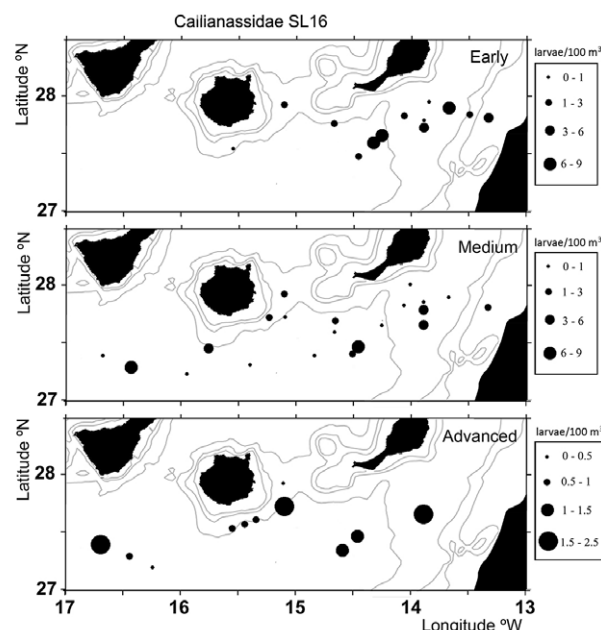 Callianassidae SL16
Early
Latitude ºN
28
27
larvae/100 m³
0 - 1
1 - 3
3 - 6
6 - 9
Medium
Latitude ºN
28
27
larvae/100 m³
0 - 1
1 - 3
3 - 6
6 - 9
Advanced
Latitude ºN
28
27
larvae/100 m³
0 - 0.5
0.5 - 1
1 - 1.5
1.5 - 2.5
17 16 15 14 13
Longitude ºW